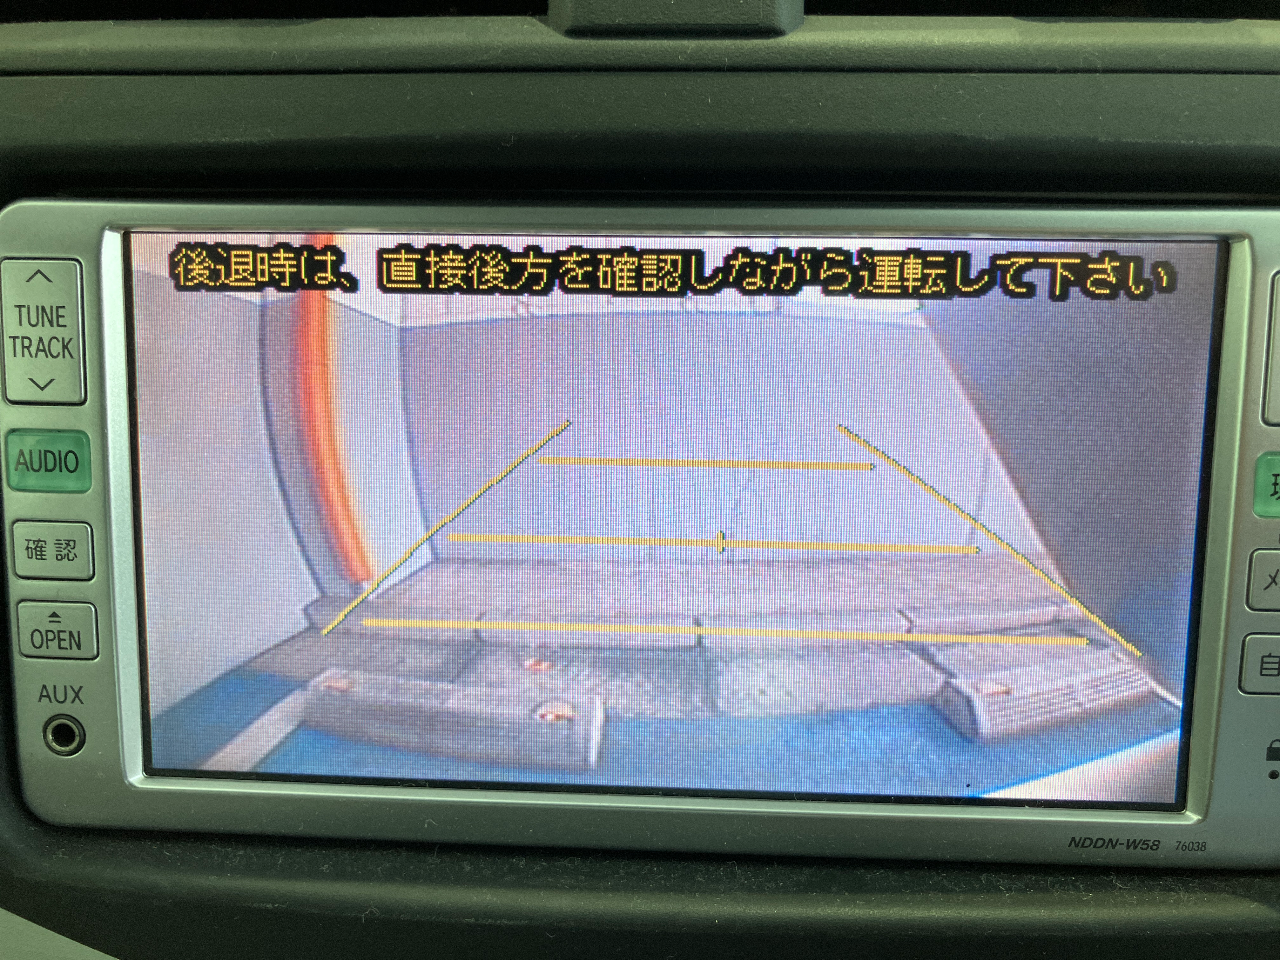 後退時は、直接後方を確認しながら運転して下さい
TUNE
TRACK
AUDIO
確認
OPEN
AUX
NDDN-W58 76038